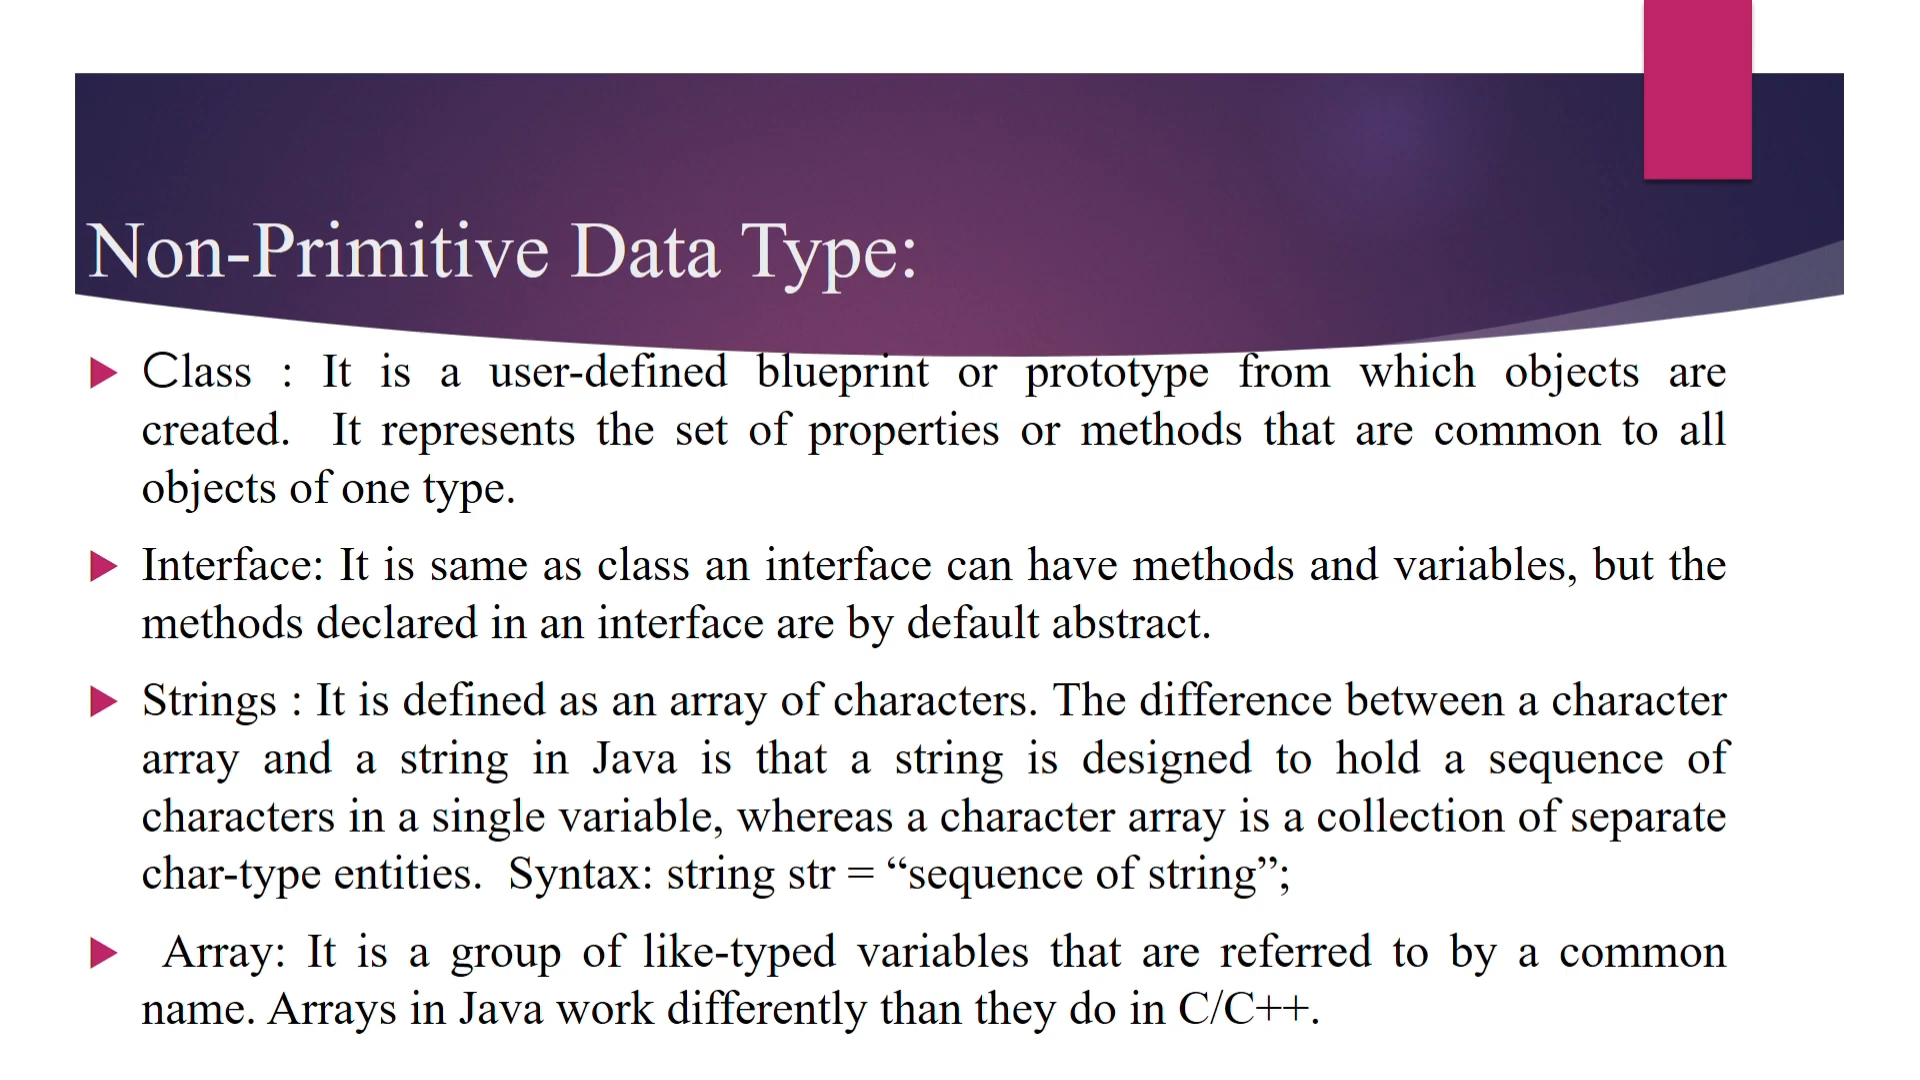 Non-Primitive Data Type:
Class : It is a user-defined blueprint or prototype from which objects are
created.  It represents the set of properties or methods that are common to all
objects of one type.
Interface: It is same as class an interface can have methods and variables, but the
methods declared in an interface are by default abstract.
Strings : It is defined as an array of characters. The difference between a character
array and a string in Java is that a string is designed to hold a sequence of
characters in a single variable, whereas a character array is a collection of separate
char-type entities.  Syntax: string str = “sequence of string”;
Array: It is a group of like-typed variables that are referred to by a common
name. Arrays in Java work differently than they do in C/C++.